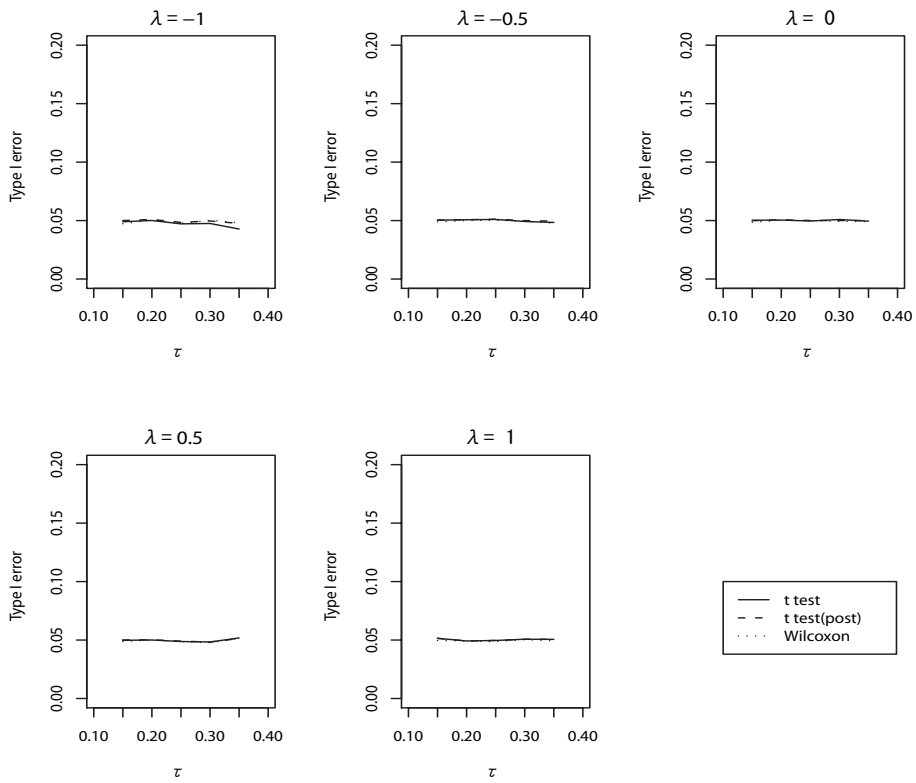 λ = −1
Type I error
0.00 0.05 0.10 0.15 0.20
0.10 0.20 0.30 0.40
τ
λ = −0.5
Type I error
0.00 0.05 0.10 0.15 0.20
0.10 0.20 0.30 0.40
τ
λ = 0
Type I error
0.00 0.05 0.10 0.15 0.20
0.10 0.20 0.30 0.40
τ
λ = 0.5
Type I error
0.00 0.05 0.10 0.15 0.20
0.10 0.20 0.30 0.40
τ
λ = 1
Type I error
0.00 0.05 0.10 0.15 0.20
0.10 0.20 0.30 0.40
τ
t test
t test(post)
Wilcoxon